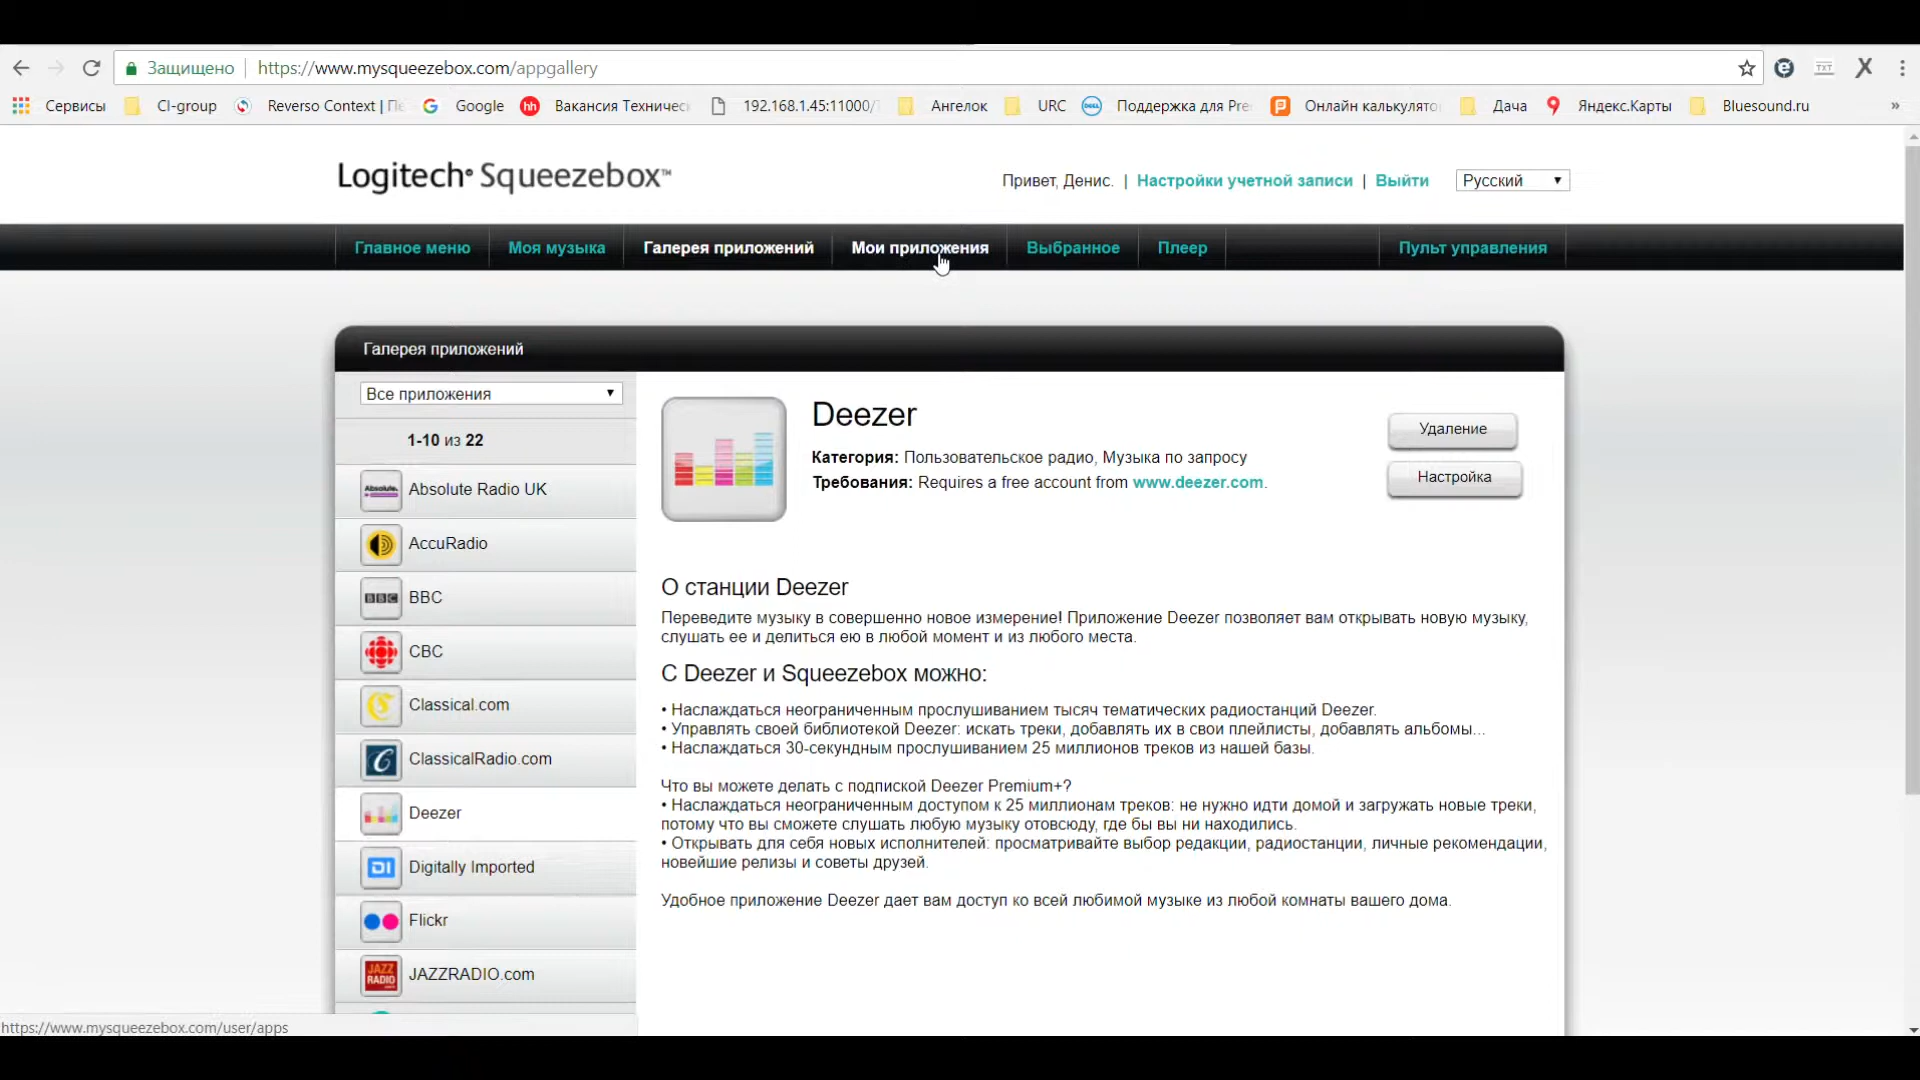 Защищено https://www.mysqueezebox.com/appgallery
Сервисы CI-group Reverso Context | Пе Google Вакансия Техничес 192.168.1.45:11000/ Ангелок URC Поддержка для Pre Онлайн калькулято Дача Яндекс.Карты Bluesound.ru »
Logitech® Squeezebox™
Привет, Денис. | Настройки учетной записи | Выйти Русский
Главное меню Моя музыка Галерея приложений Мои приложения Выбранное Плеер Пульт управления
Галерея приложений
Все приложения
1-10 из 22
Absolute Radio UK
AccuRadio
BBC
CBC
Classical.com
ClassicalRadio.com
Deezer
Digitally Imported
Flickr
JAZZRADIO.com
Deezer
Категория: Пользовательское радио, Музыка по запросу
Требования: Requires a free account from www.deezer.com.
Удаление
Настройка
О станции Deezer
Переведите музыку в совершенно новое измерение! Приложение Deezer позволяет вам открывать новую музыку,
слушать ее и делиться ею в любой момент и из любого места.
С Deezer и Squeezebox можно:
• Наслаждаться неограниченным прослушиванием тысяч тематических радиостанций Deezer.
• Управлять своей библиотекой Deezer: искать треки, добавлять их в свои плейлисты, добавлять альбомы...
• Наслаждаться 30-секундным прослушиванием 25 миллионов треков из нашей базы.
Что вы можете делать с подпиской Deezer Premium+?
• Наслаждаться неограниченным доступом к 25 миллионам треков: не нужно идти домой и загружать новые треки,
потому что вы сможете слушать любую музыку отовсюду, где бы вы ни находились.
• Открывать для себя новых исполнителей: просматривайте выбор редакции, радиостанции, личные рекомендации,
новейшие релизы и советы друзей.
Удобное приложение Deezer дает вам доступ ко всей любимой музыке из любой комнаты вашего дома.
https://www.mysqueezebox.com/user/apps